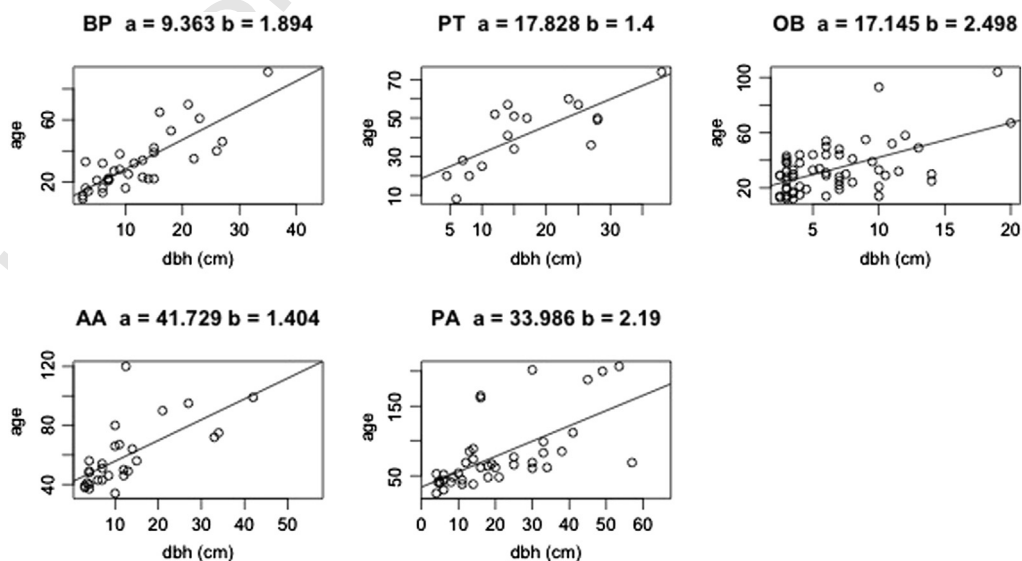 BP a = 9.363 b = 1.894
age
20 60
10 20 30 40
dbh (cm)
PT a = 17.828 b = 1.4
age
10 30 50 70
5 10 20 30
dbh (cm)
OB a = 17.145 b = 2.498
age
20 60 100
5 10 15 20
dbh (cm)
AA a = 41.729 b = 1.404
age
40 80 120
10 20 30 40 50
dbh (cm)
PA a = 33.986 b = 2.19
age
50 150
0 10 20 30 40 50 60
dbh (cm)